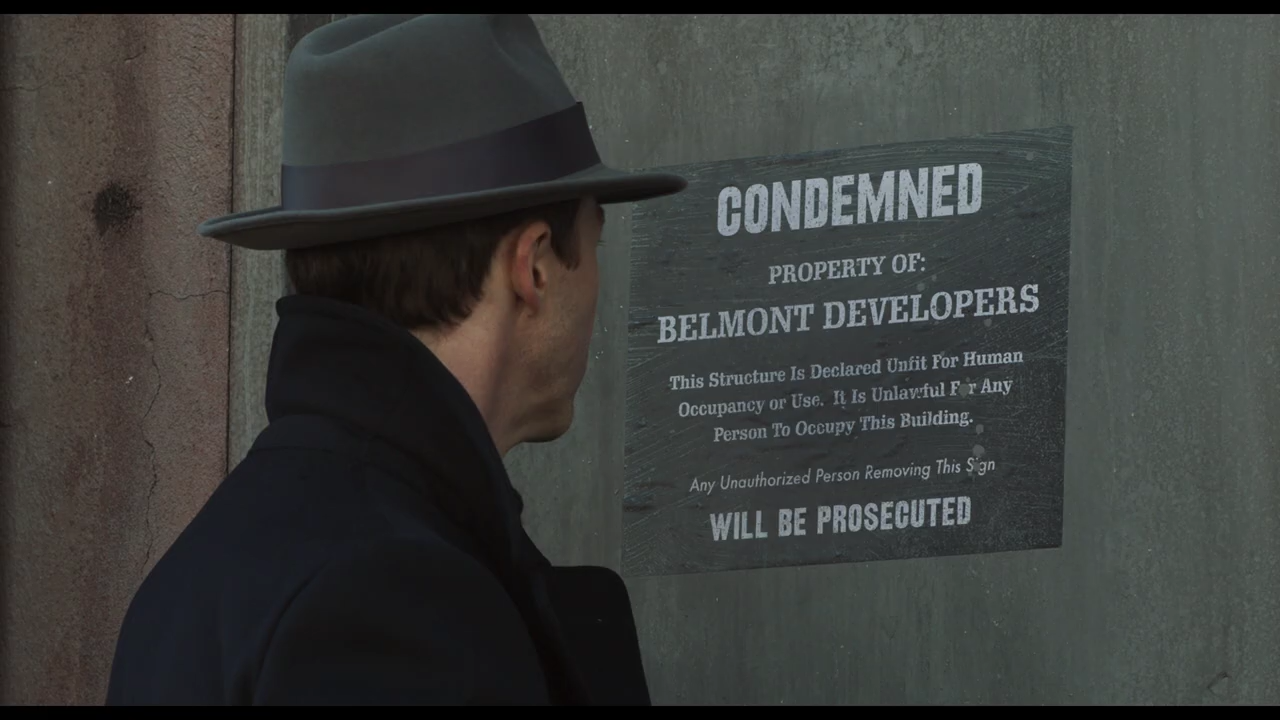 CONDEMNED
PROPERTY OF:
BELMONT DEVELOPERS
This Structure Is Declared Unfit For Human
Occupancy or Use. It Is Unlawful For Any
Person To Occupy This Building.
Any Unauthorized Person Removing This Sign
WILL BE PROSECUTED